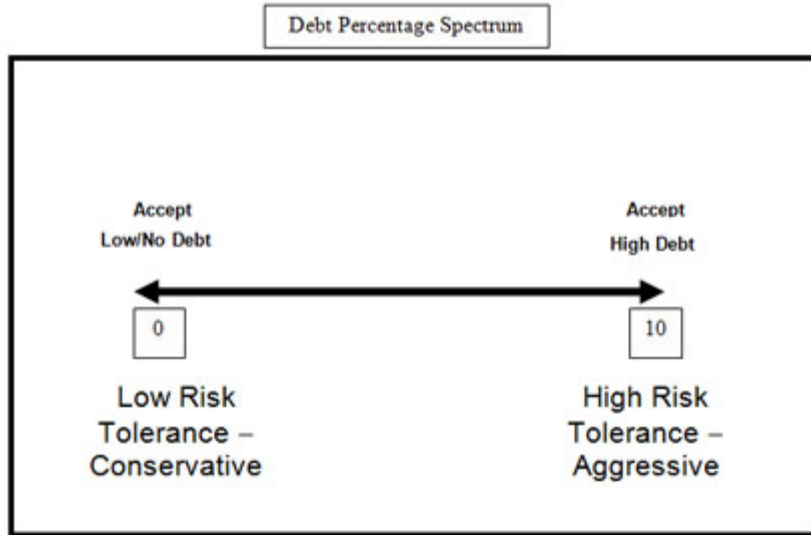 Debt Percentage Spectrum
Accept
Low/No Debt
Accept
High Debt
0
10
Low Risk
Tolerance –
Conservative
High Risk
Tolerance –
Aggressive